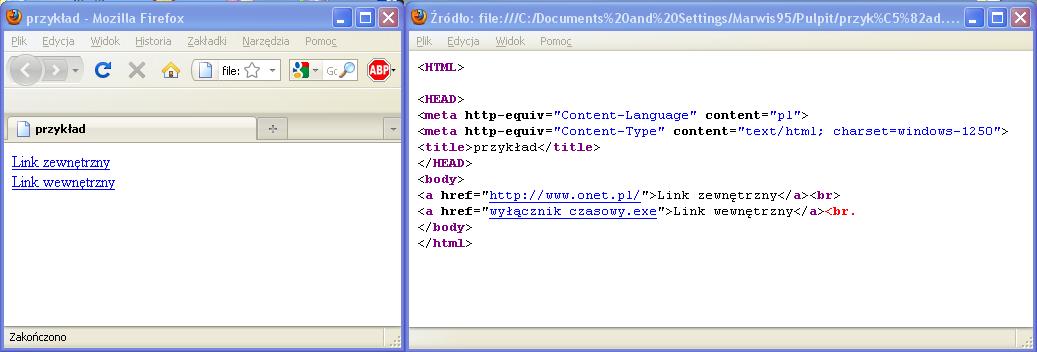 przykład - Mozilla Firefox
Plik Edycja Widok Historia Zakładki Narzędzia Pomoc
file: ABP
przykład
Link zewnętrzny
Link wewnętrzny
Zakończono
Źródło: file:///C:/Documents%20and%20Settings/Marwis95/Pulpit/przyk%C5%82ad....
Plik Edycja Widok Pomoc
<HTML>
<HEAD>
<meta http-equiv="Content-Language" content="pl">
<meta http-equiv="Content-Type" content="text/html; charset=windows-1250">
<title>przykład</title>
</HEAD>
<body>
<a href="http://www.onet.pl/">Link zewnętrzny</a><br>
<a href="wyłącznik czasowy.exe">Link wewnętrzny</a><br.
</body>
</html>